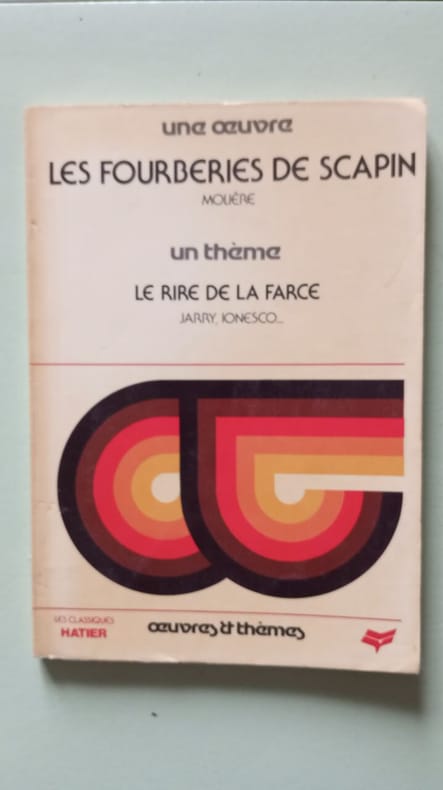 une œuvre
LES FOURBERIES DE SCAPIN
MOLIÈRE
un thème
LE RIRE DE LA FARCE
JARRY, IONESCO...
LES CLASSIQUES
HATIER
œuvres & thèmes